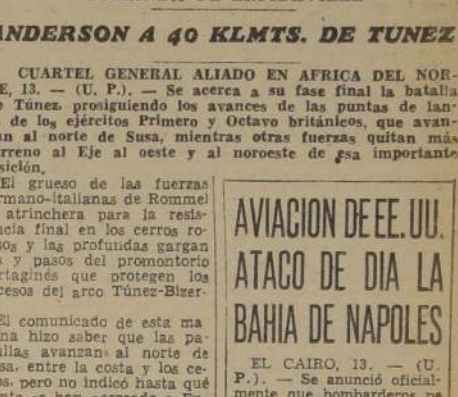 ANDERSON A 40 KLMTS. DE TUNEZ
CUARTEL GENERAL ALIADO EN AFRICA DEL NOR-
E, 13. — (U. P.). — Se acerca a su fase final la batalla
e Túnez, prosiguiendo los avances de las puntas de lan-
de los ejércitos Primero y Octavo británicos, que avan-
an al norte de Susa, mientras otras fuerzas quitan más
rreno al Eje al oeste y al noroeste de esa importante
sición.
El grueso de las fuerzas
rmano-italianas de Rommel
atrinchera para la resis-
ncia final en los cerros ro-
sos y las profundas gargan
s y pasos del promontorio
rtaginés que protegen los
cesos del arco Túnez-Bizer-
El comunicado de esta ma
na hizo saber que las pa-
ullas avanzan al norte de
sa, entre la costa y los ce-
os, pero no indicó hasta qué
AVIACION DE EE. UU.
ATACO DE DIA LA
BAHIA DE NAPOLES
EL CAIRO, 13. — (U.
P.). — Se anunció oficial-
mente que bombarderos pe